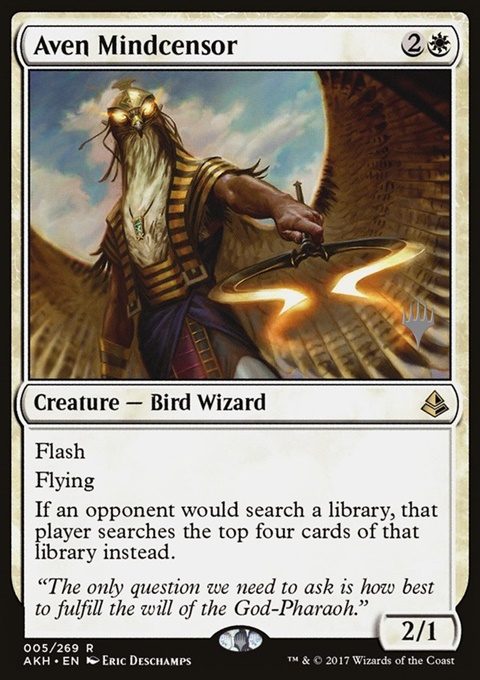 Aven Mindcensor 2
Creature — Bird Wizard
Flash
Flying
If an opponent would search a library, that
player searches the top four cards of that
library instead.
“The only question we need to ask is how best
to fulfill the will of the God-Pharaoh.”
2/1
005/269 R
AKH • EN Eric Deschamps
™ & © 2017 Wizards of the Coast